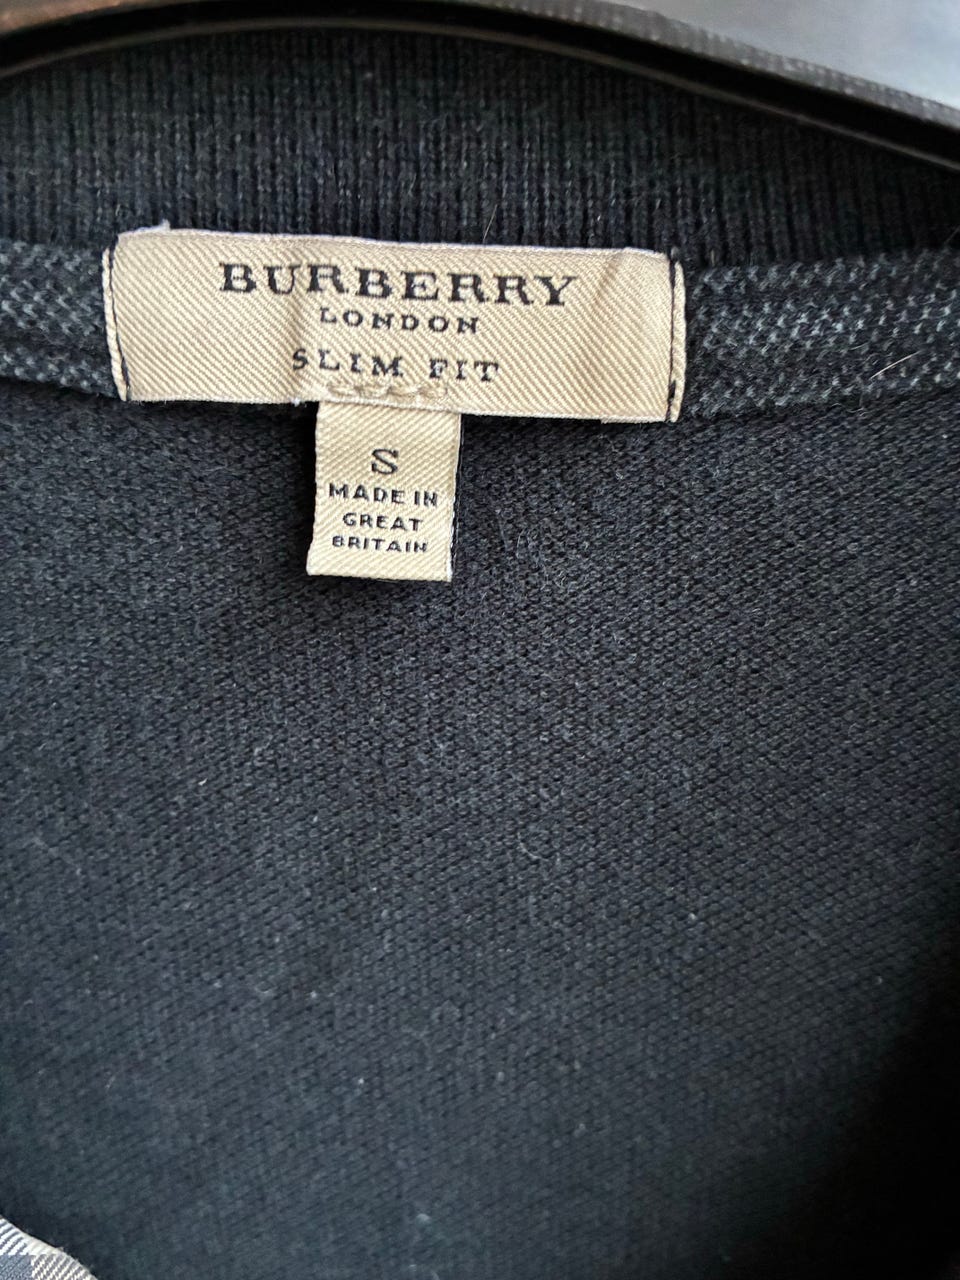 BURBERRY
LONDON
SLIM FIT
S
MADE IN
GREAT
BRITAIN